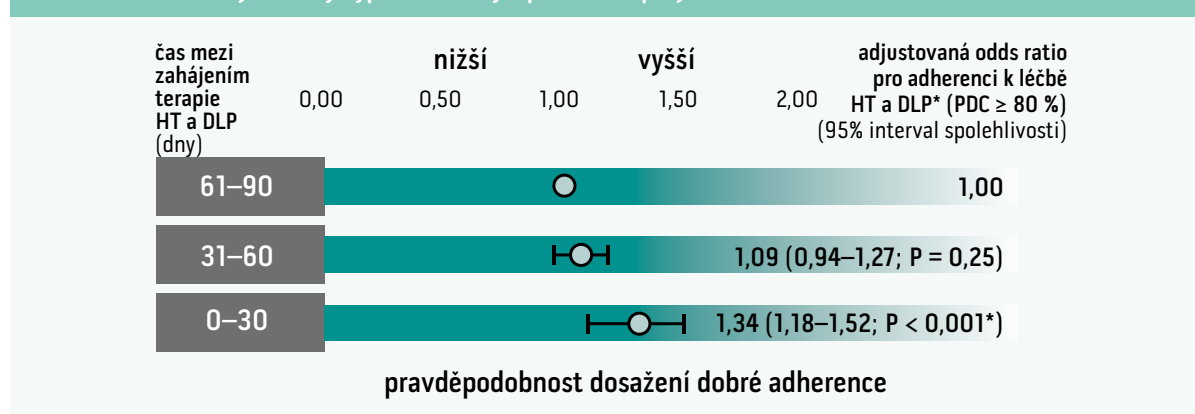 čas mezi
zahájením
terapie
HT a DLP
(dny)
nižší
vyšší
0,00 0,50 1,00 1,50 2,00
adjustovaná odds ratio
pro adherenci k léčbě
HT a DLP* (PDC ≥ 80 %)
(95% interval spolehlivosti)
61–90 1,00
31–60 1,09 (0,94–1,27; P = 0,25)
0–30 1,34 (1,18–1,52; P < 0,001*)
pravděpodobnost dosažení dobré adherence